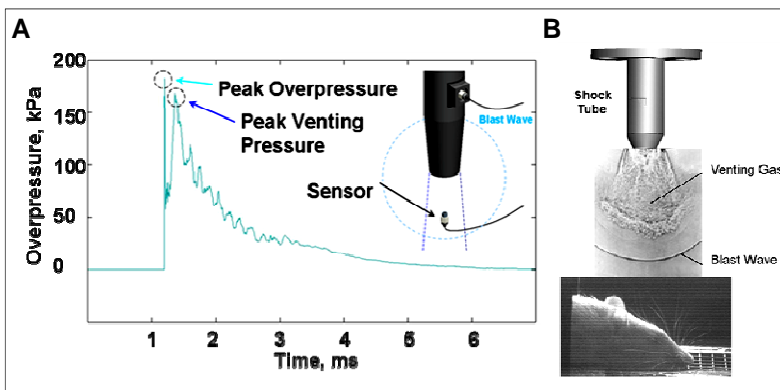 A
200
150
100
50
0
Overpressure, kPa
Peak Overpressure
Peak Venting
Pressure
Blast Wave
Sensor
1 2 3 4 5 6
Time, ms
B
Shock
Tube
Venting Gas
Blast Wave